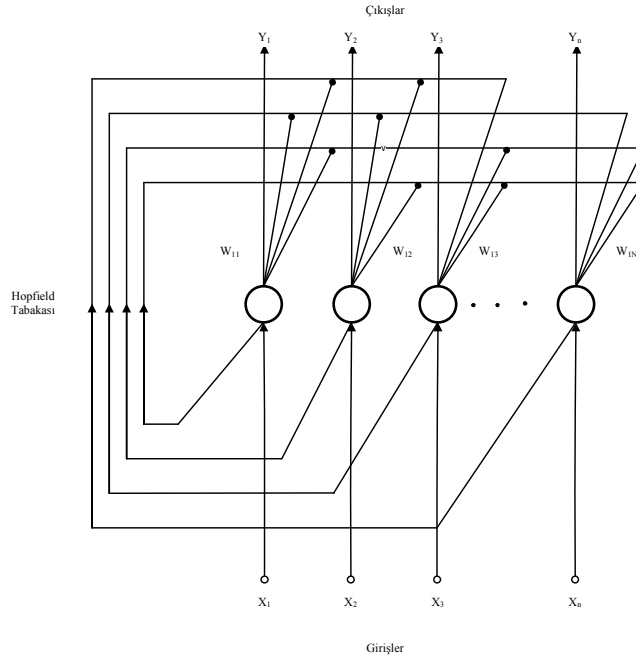 Çıkışlar
Y1 Y2 Y3 Yn
W11 W12 W13 W1N
Hopfield
Tabakası
X1 X2 X3 Xn
Girişler